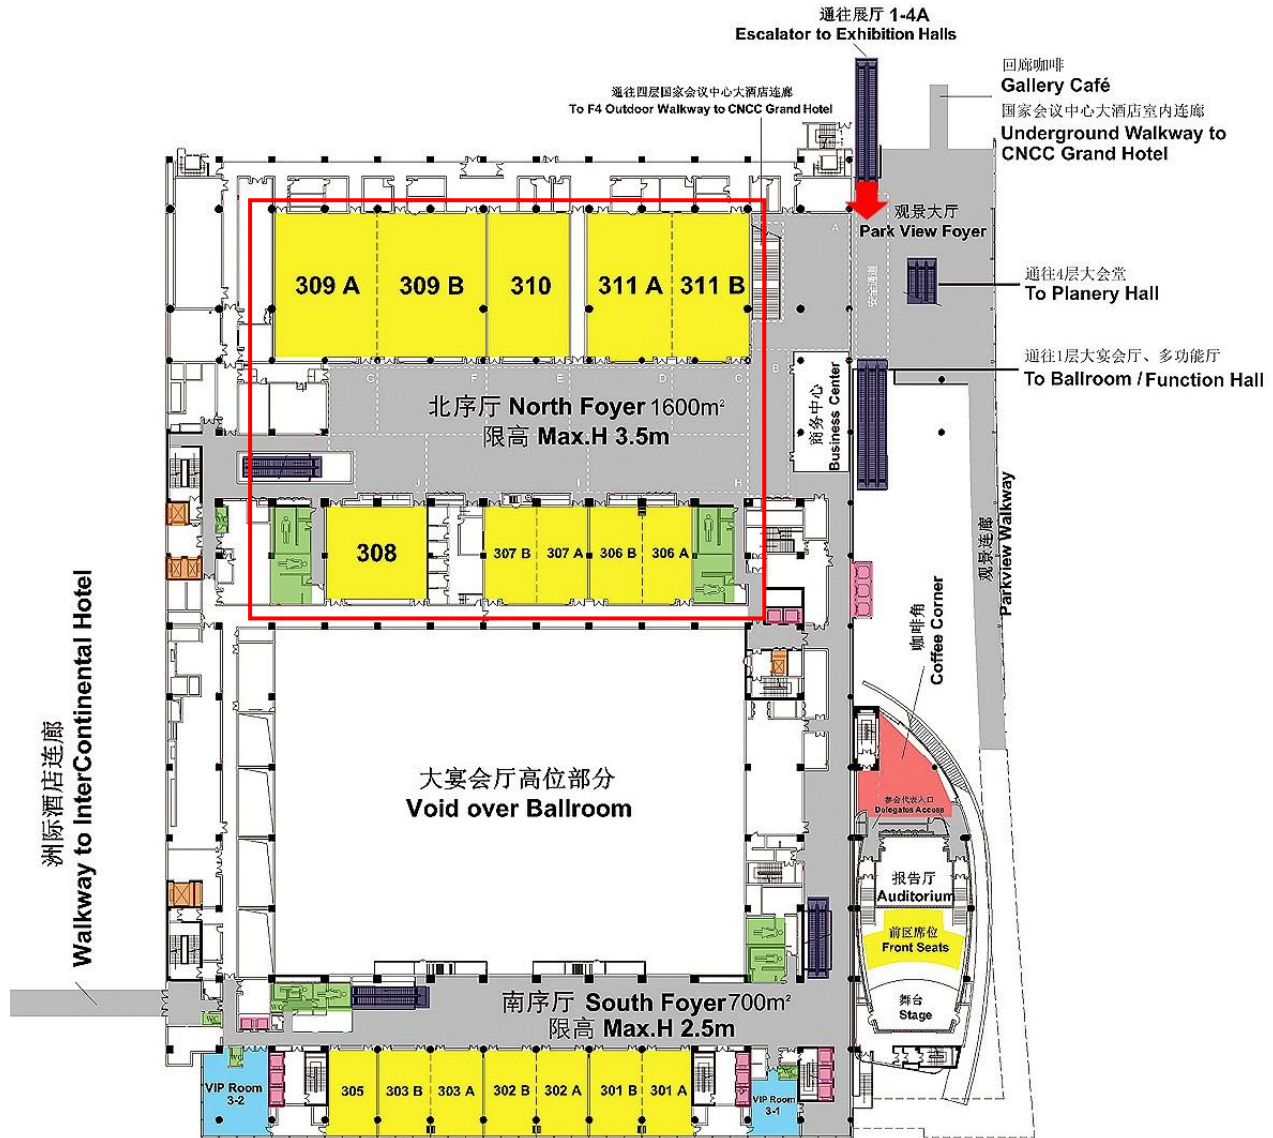 通往展厅 1-4A
Escalator to Exhibition Halls
回廊咖啡
Gallery Café
国家会议中心大酒店室内连廊
Underground Walkway to
CNCC Grand Hotel
通往四层国家会议中心大酒店连廊
To F4 Outdoor Walkway to CNCC Grand Hotel
观景大厅
Park View Foyer
A
安全通道
通往4层大会堂
To Planery Hall
309 A
309 B
310
311 A
311 B
通往1层大宴会厅、多功能厅
To Ballroom / Function Hall
G
F
E
D
C
B
商务中心
Business Center
北序厅 North Foyer 1600m²
限高 Max.H 3.5m
J
I
H
308
307 B
307 A
306 B
306 A
观景连廊
Parkview Walkway
咖啡角
Coffee Corner
洲际酒店连廊
Walkway to InterContinental Hotel
大宴会厅高位部分
Void over Ballroom
参会代表入口
Delegates Access
报告厅
Auditorium
前区席位
Front Seats
舞台
Stage
南序厅 South Foyer 700m²
限高 Max.H 2.5m
WC
WC
VIP Room
3-2
305
303 B
303 A
302 B
302 A
301 B
301 A
VIP Room
3-1